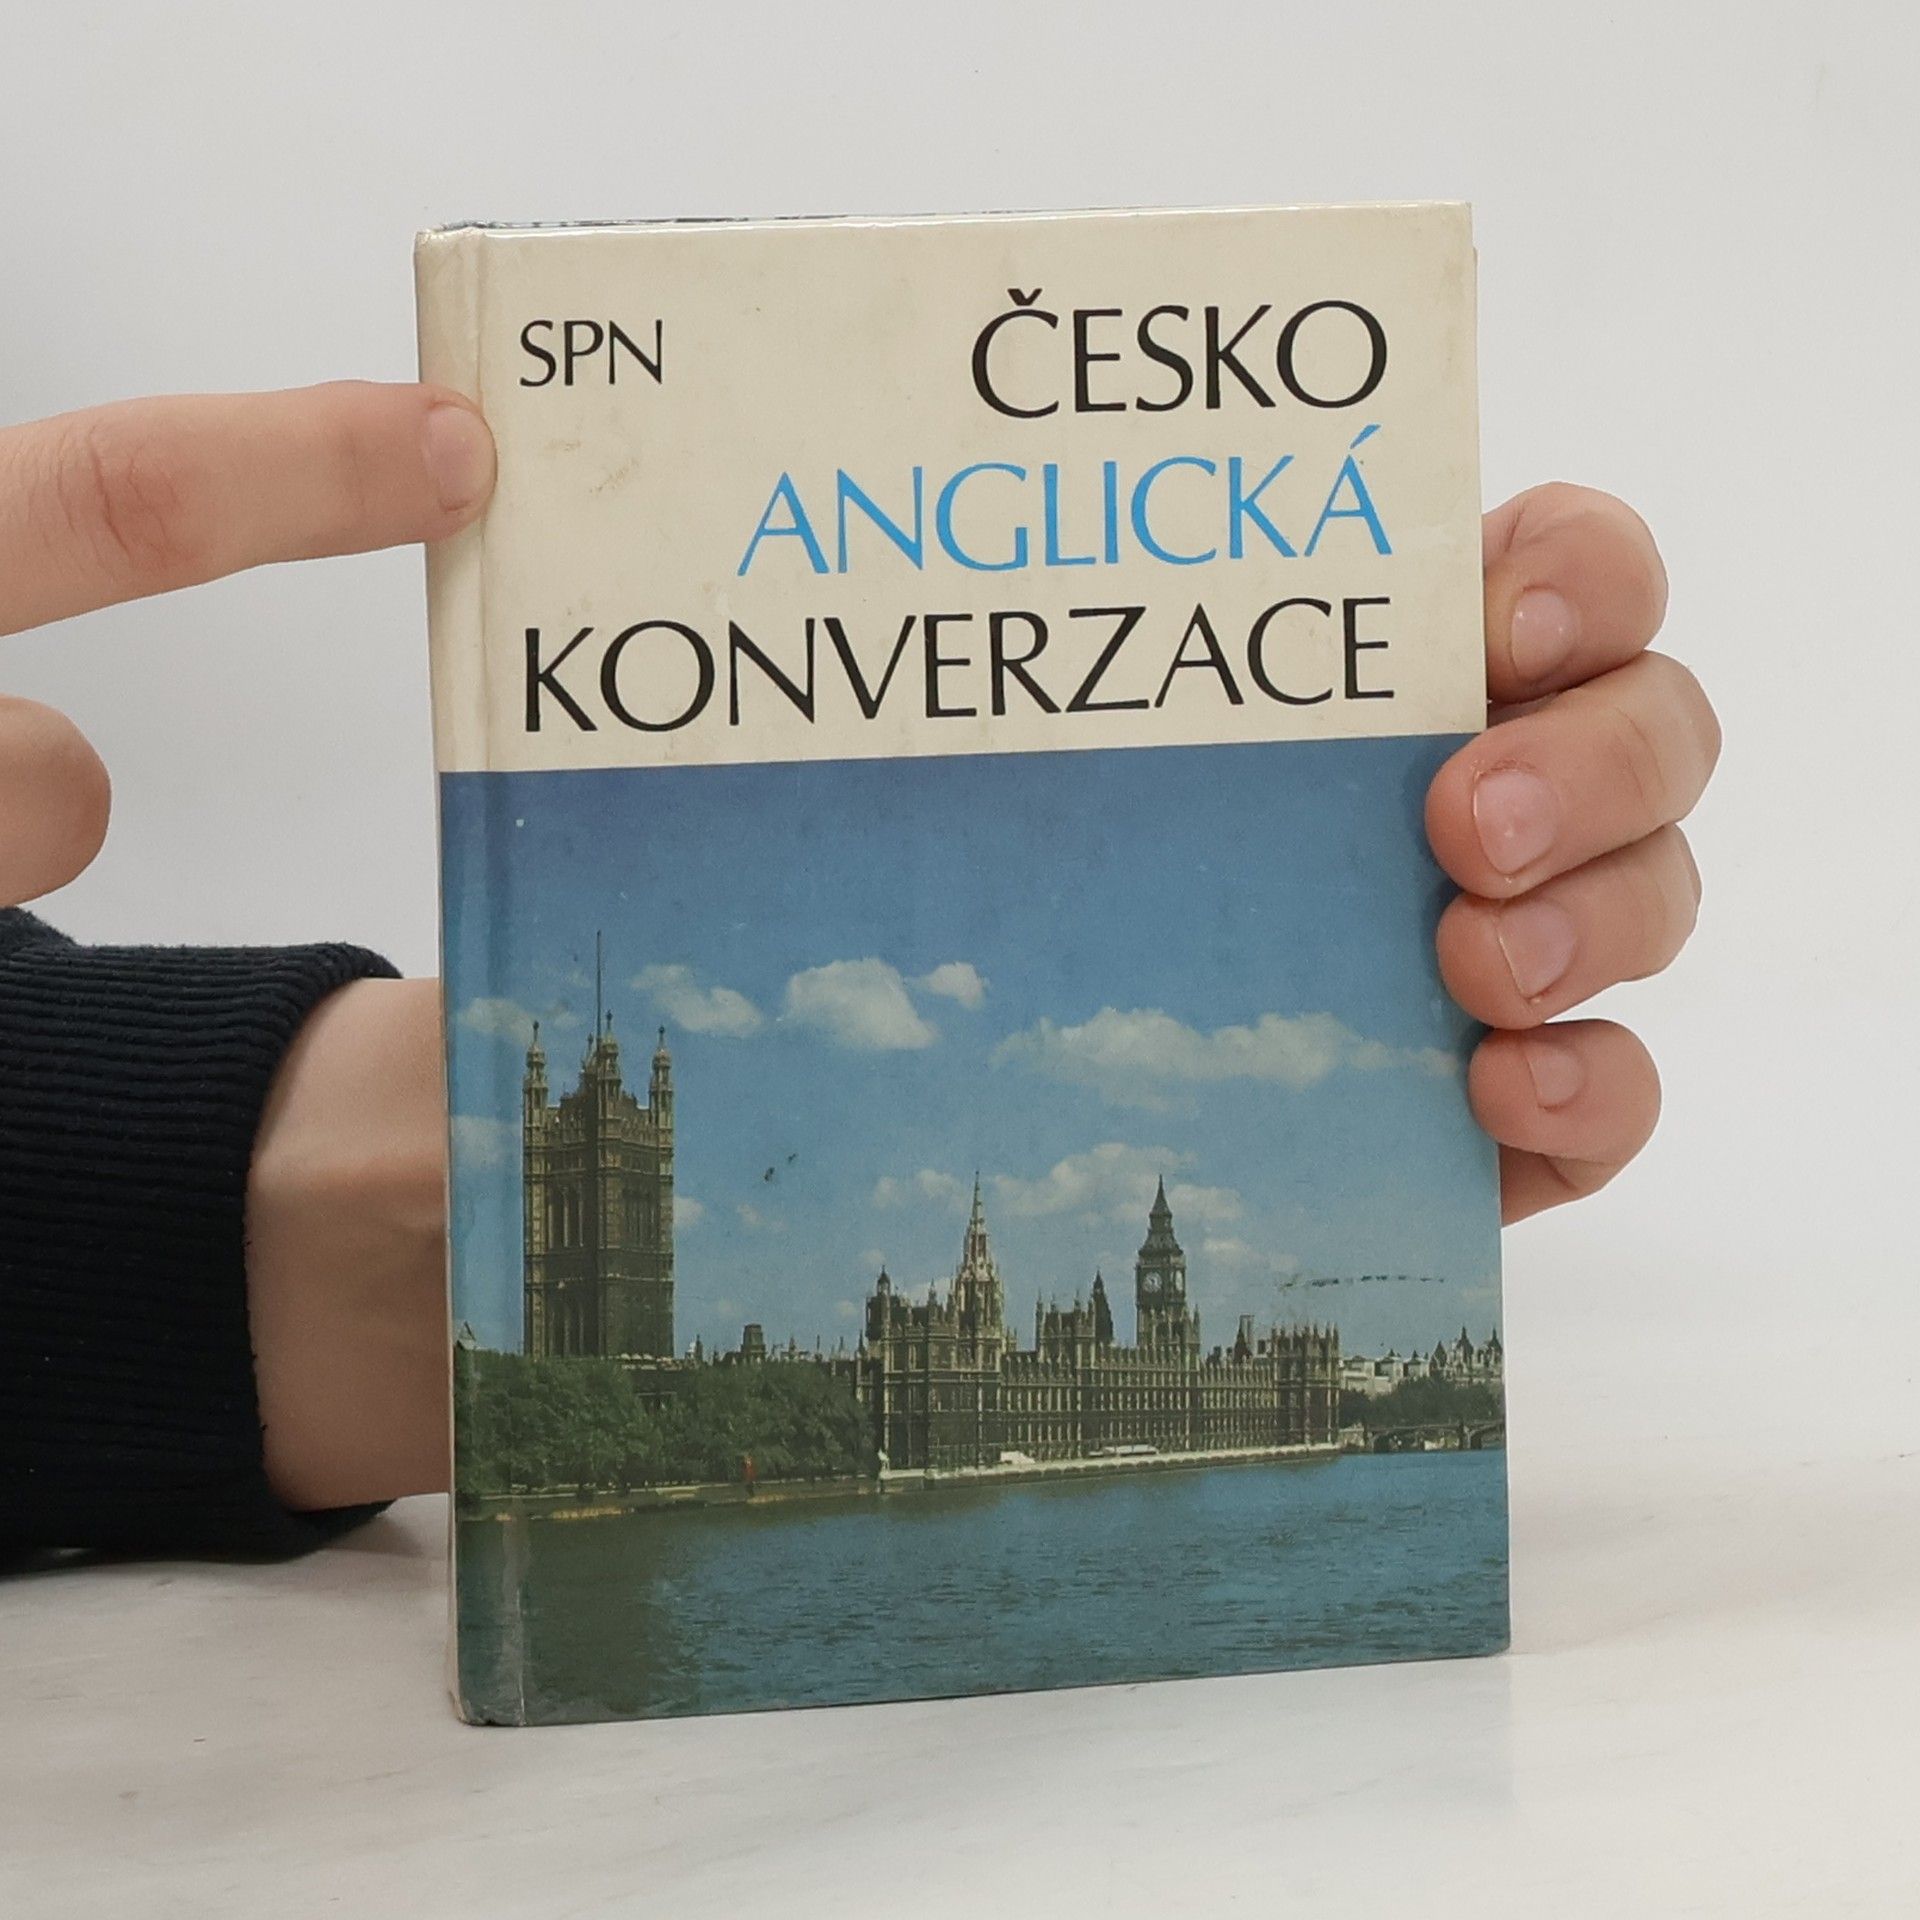 SPN
ČESKO
ANGLICKÁ
KONVERZACE